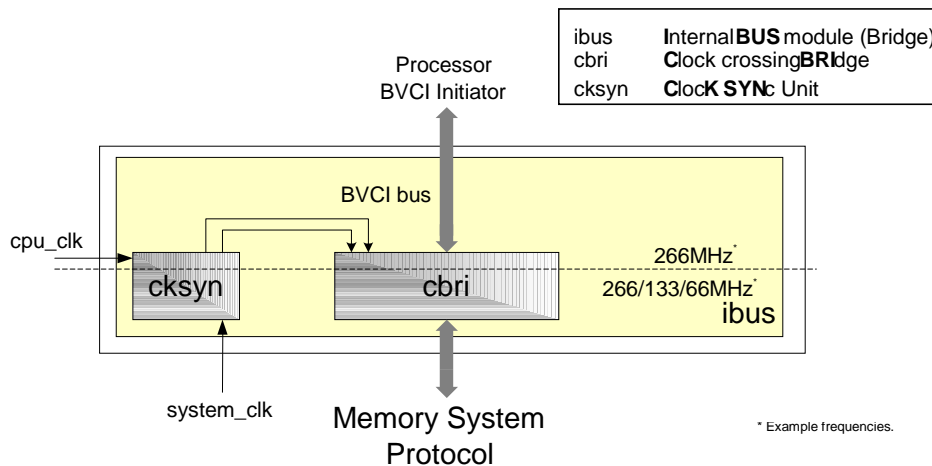 ibus Internal BUS module (Bridge)
cbri Clock crossing BRIdge
cksyn ClocK SYNc Unit
Processor
BVCI Initiator
BVCI bus
cpu_clk
266MHz*
cksyn
cbri
266/133/66MHz*
ibus
system_clk
Memory System
Protocol
* Example frequencies.